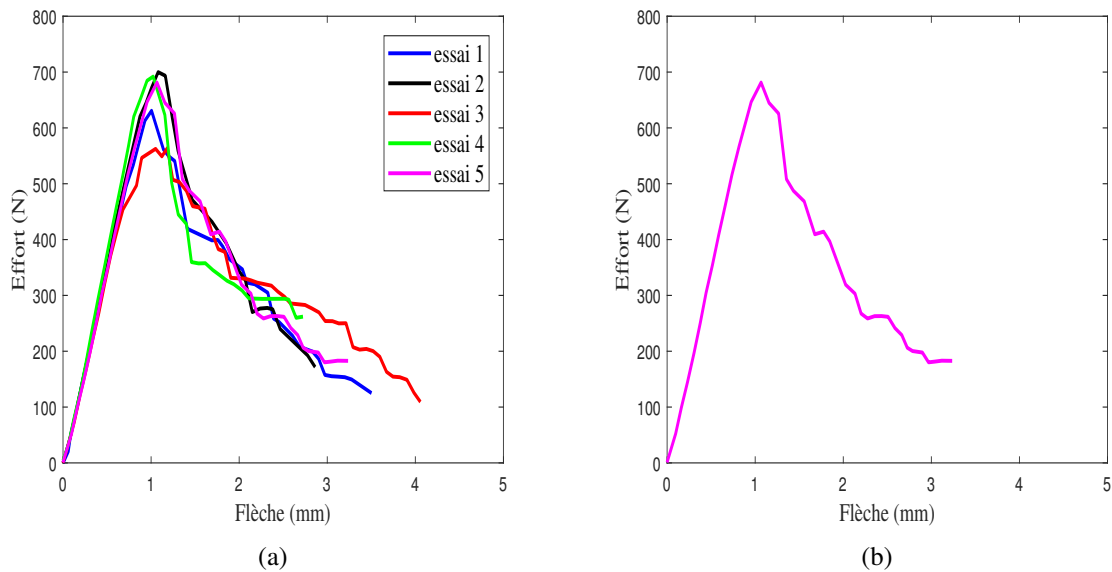 800
700
600
500
400
300
200
100
0
0 1 2 3 4 5
Effort (N)
Flèche (mm)
essai 1
essai 2
essai 3
essai 4
essai 5
(a)
800
700
600
500
400
300
200
100
0
0 1 2 3 4 5
Effort (N)
Flèche (mm)
(b)